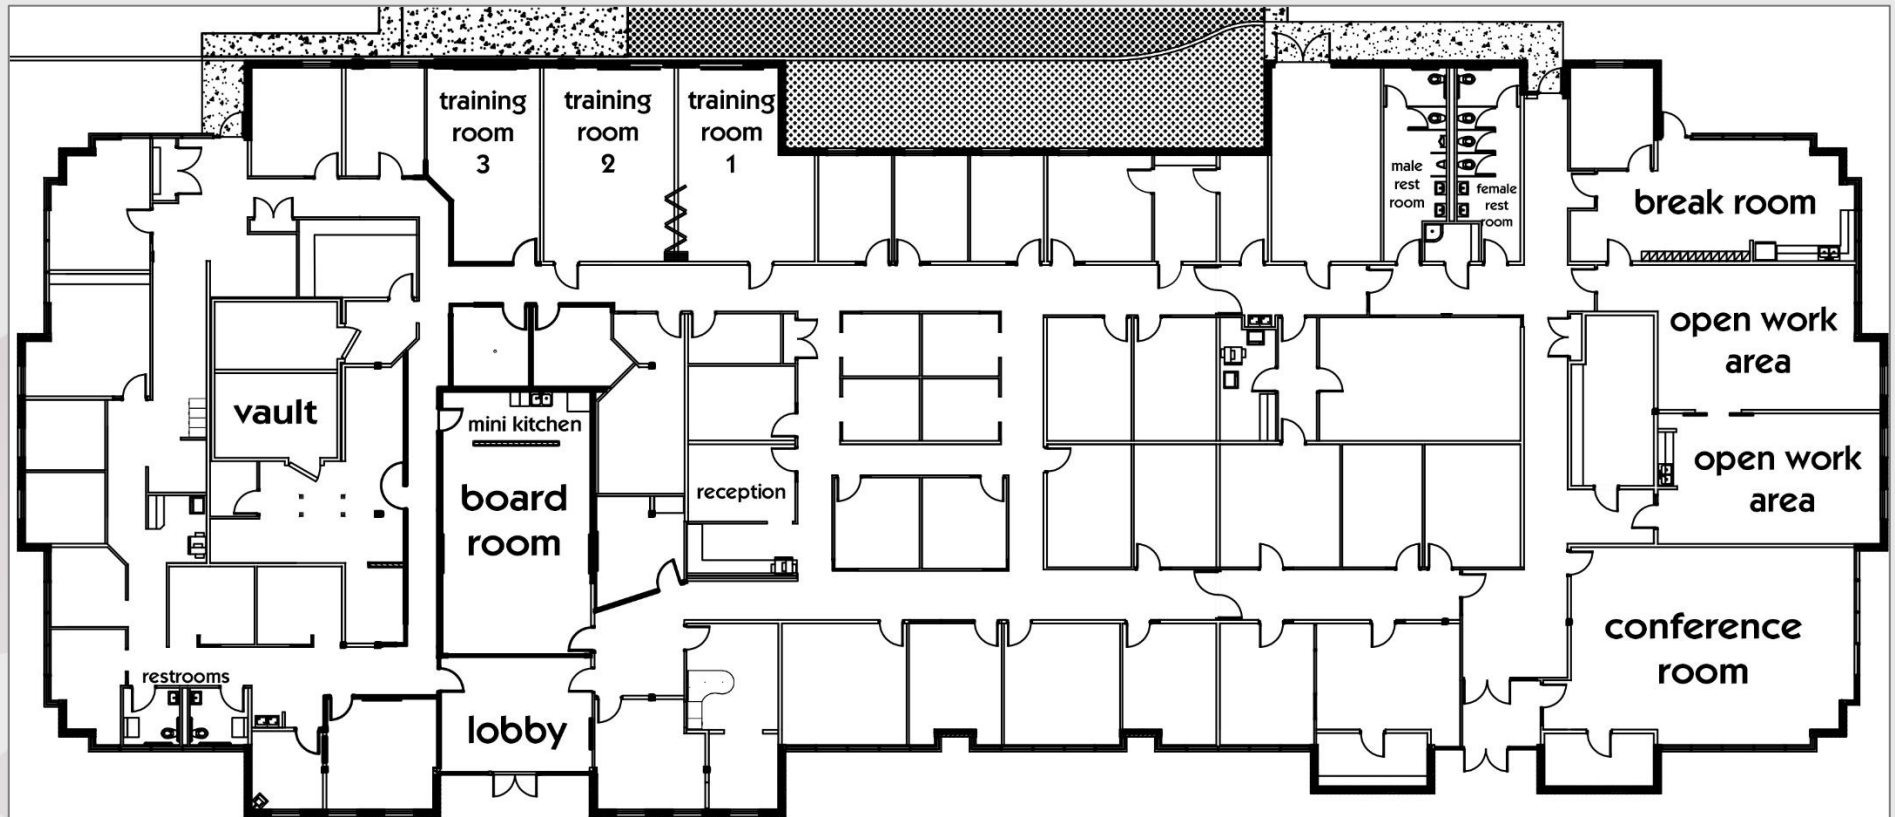 training
room
3
training
room
2
training
room
1
male
rest
room
female
rest
room
break room
open work
area
open work
area
conference
room
vault
mini kitchen
board
room
reception
restrooms
lobby